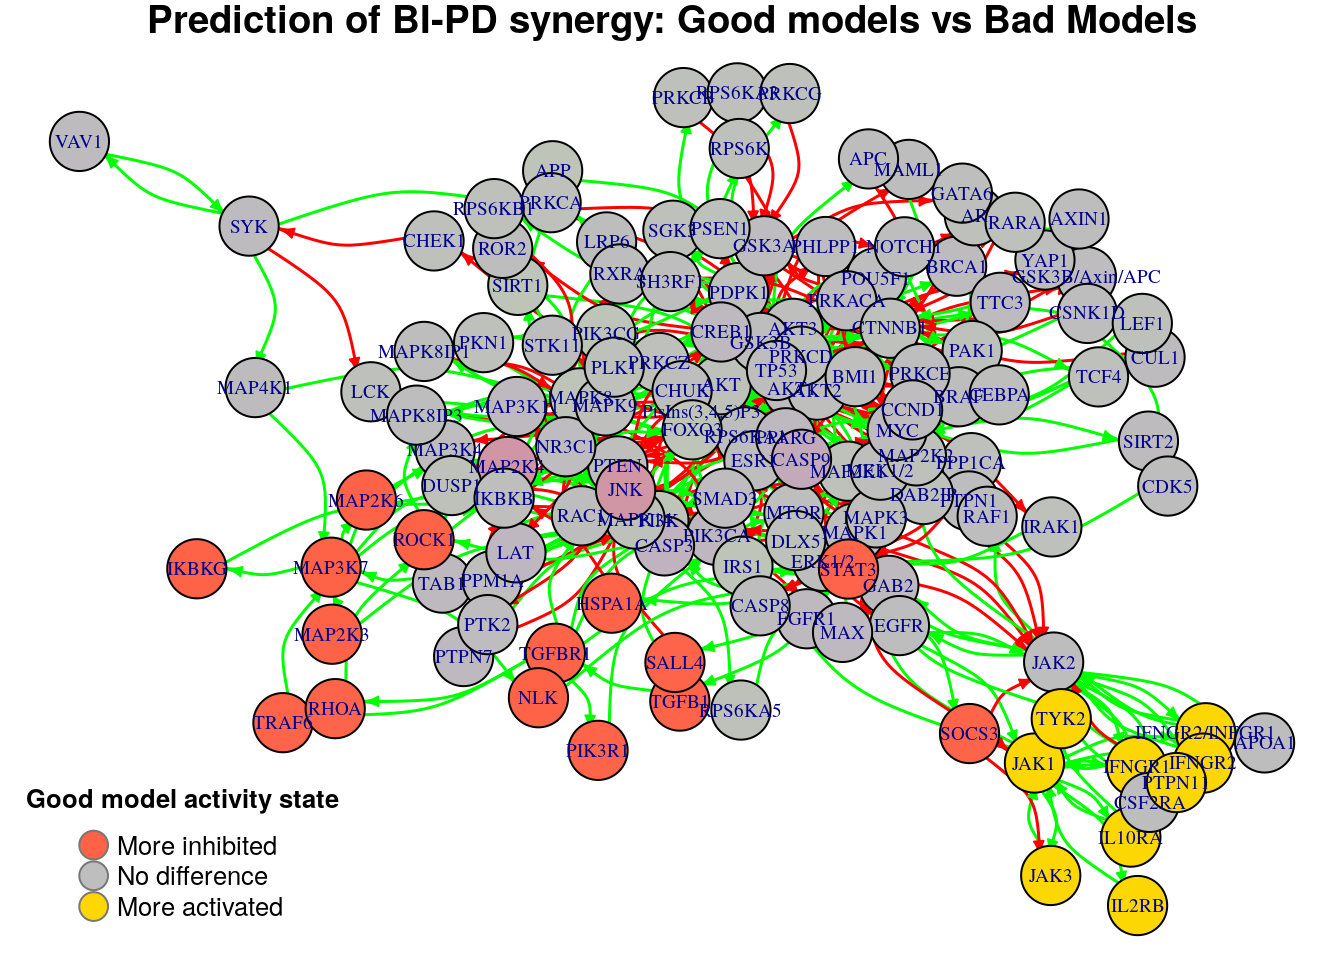 Prediction of BI-PD synergy: Good models vs Bad Models
RPS6KA3
PRKCG
VAV1
RPS6K
APC
MAML1
APP
GATA6
PRKCA
RPS6KB1
AR
RARA
AXIN1
SYK
SGK3
PSEN1
CHEK1
LRP6
GSK3A
PHLPP1
NOTCH1
ROR2
YAP1
BRCA1
RXRA
SH3RF1
POU5F1
GSK3B/Axin/APC
SIRT1
PDPK1
PRKACA
TTC3
CSNK1D
LEF1
PIK3CG
CREB1
AKT3
CTNNB1
PKN1
STK11
GSK3B
MAPK8IP1
PRKCD
PAK1
CUL1
PLK1
PRKCZ
TP53
BMI1
PRKCE
TCF4
MAP4K1
LCK
CHUK
AKT
AKT1
AKT2
BRAF
CEBPA
MAPK8
MAPK9
MAPK8IP3
MAP3K1
PtdIns(3,4,5)P3
CCND1
FOXO3
MYC
PPARG
SIRT2
NR3C1
MAP3K4
ESR1
CASP9
MAP2K4
PTEN
MEK1/2
PPP1CA
DUSP1
CDK5
JNK
MAP2K6
IKBKB
SMAD3
DAB2IP
PTPN1
RAC1
MTOR
MAPK3
RAF1
IRAK1
MAPK14
ROCK1
PIK3CA
DLX5
MAPK1
CASP3
LAT
ERK1/2
IKBKG
MAP3K7
IRS1
STAT3
TAB1
PPM1A
GAB2
HSPA1A
CASP8
FGFR1
PTK2
EGFR
MAP2K3
MAX
PTPN7
TGFBR1
SALL4
JAK2
NLK
TGFB1
RHOA
RPS6KA5
TRAF6
TYK2
SOCS3
IFNGR2/INFGR1
APOA1
PIK3R1
JAK1
IFNGR1
IFNGR2
PTPN11
CSF2RA
IL10RA
JAK3
IL2RB
Good model activity state
More inhibited
No difference
More activated